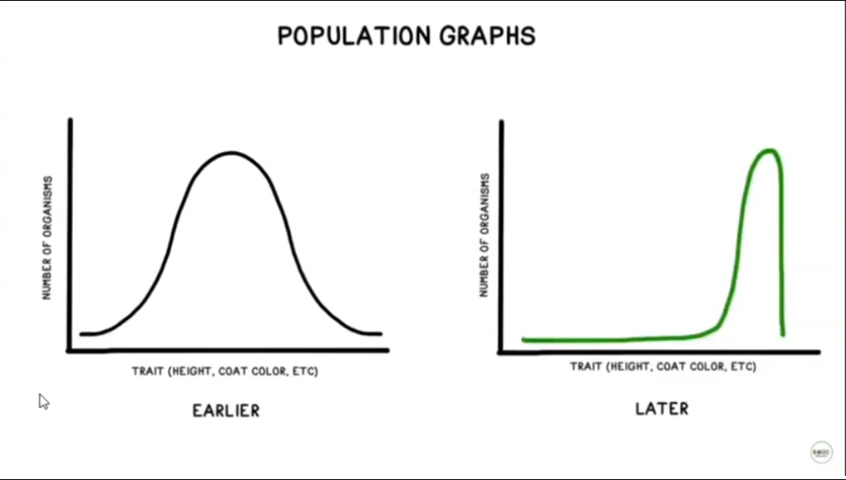 POPULATION GRAPHS
NUMBER OF ORGANISMS
TRAIT (HEIGHT, COAT COLOR, ETC)
EARLIER
NUMBER OF ORGANISMS
TRAIT (HEIGHT, COAT COLOR, ETC)
LATER